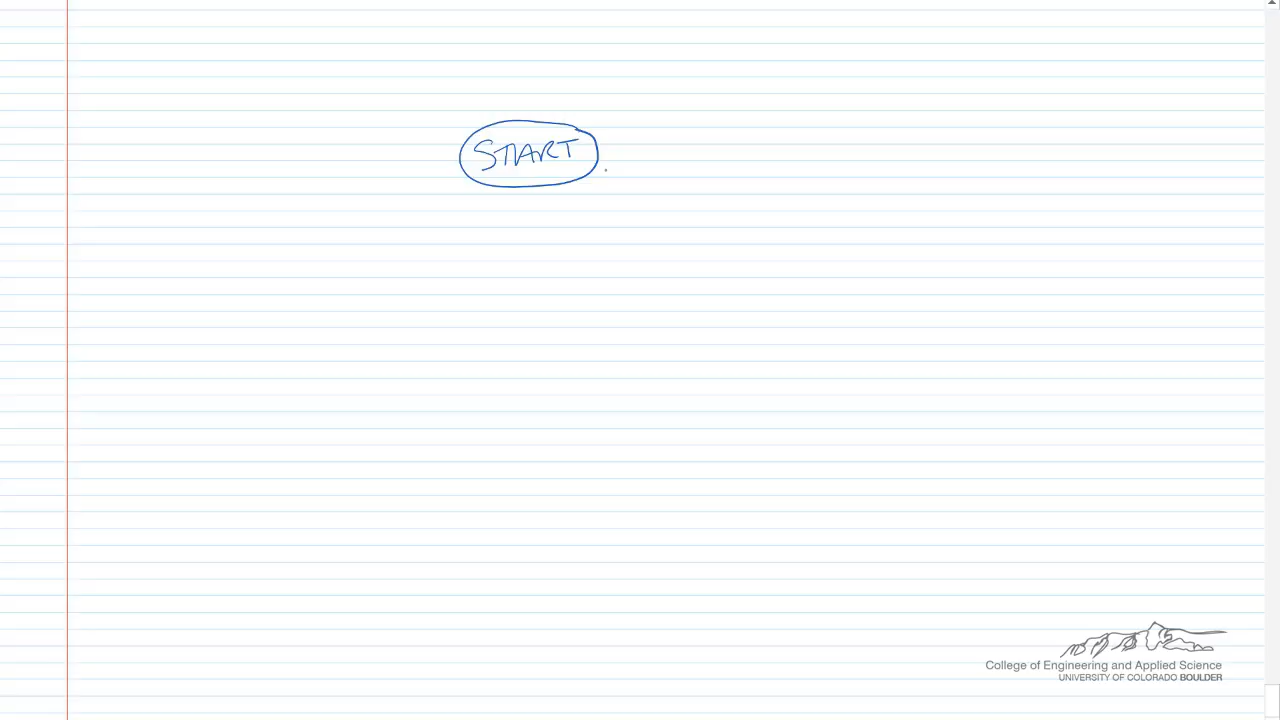 START
College of Engineering and Applied Science
UNIVERSITY OF COLORADO BOULDER